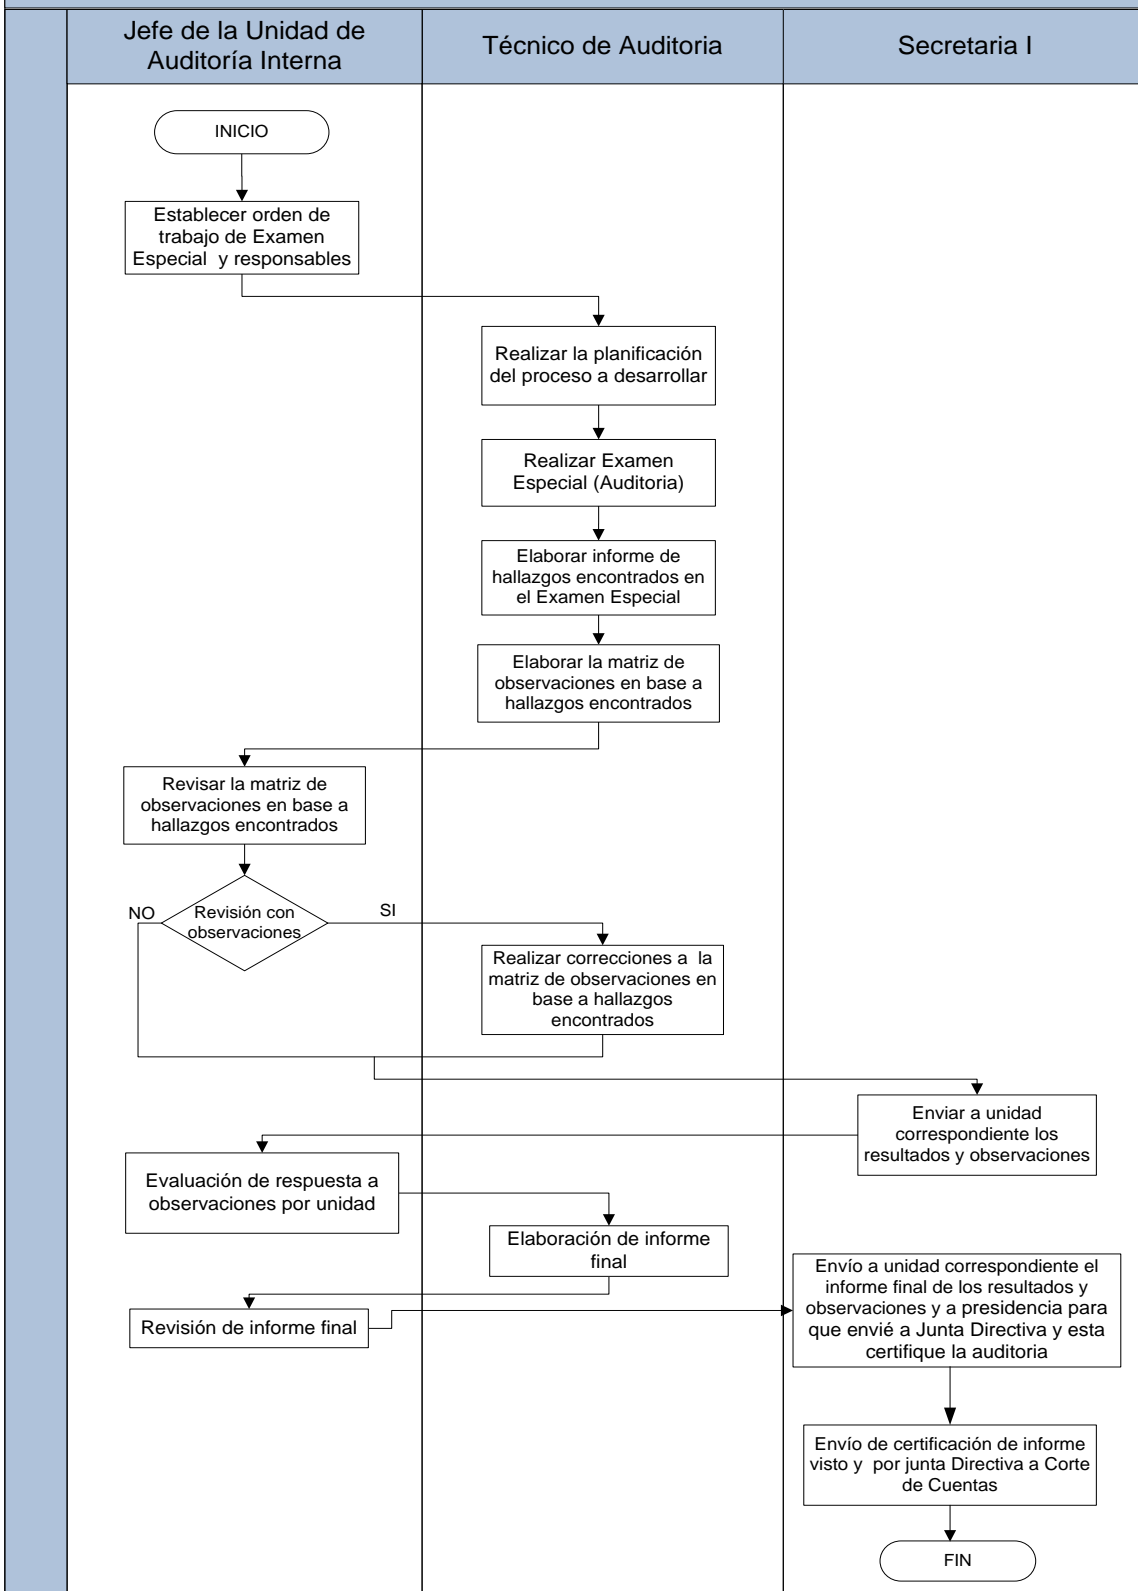 Jefe de la Unidad de
Auditoría Interna
Técnico de Auditoria
Secretaria I
INICIO
Establecer orden de
trabajo de Examen
Especial y responsables
Realizar la planificación
del proceso a desarrollar
Realizar Examen
Especial (Auditoria)
Elaborar informe de
hallazgos encontrados en
el Examen Especial
Elaborar la matriz de
observaciones en base a
hallazgos encontrados
Revisar la matriz de
observaciones en base a
hallazgos encontrados
NO
Revisión con
observaciones
SI
Realizar correcciones a la
matriz de observaciones en
base a hallazgos
encontrados
Enviar a unidad
correspondiente los
resultados y observaciones
Evaluación de respuesta a
observaciones por unidad
Elaboración de informe
final
Revisión de informe final
Envío a unidad correspondiente el
informe final de los resultados y
observaciones y a presidencia para
que envié a Junta Directiva y esta
certifique la auditoria
Envío de certificación de informe
visto y por junta Directiva a Corte
de Cuentas
FIN